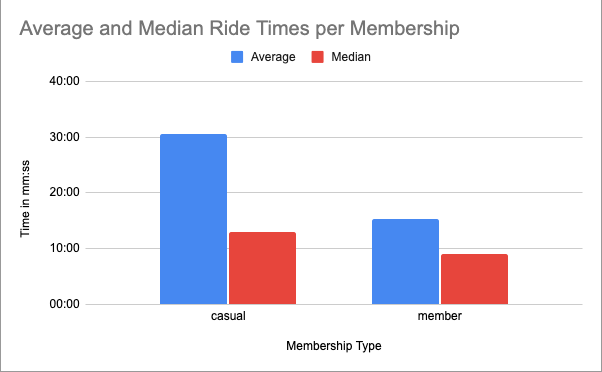 Average and Median Ride Times per Membership
Average Median
40:00
30:00
20:00
10:00
00:00
Time in mm:ss
casual member
Membership Type